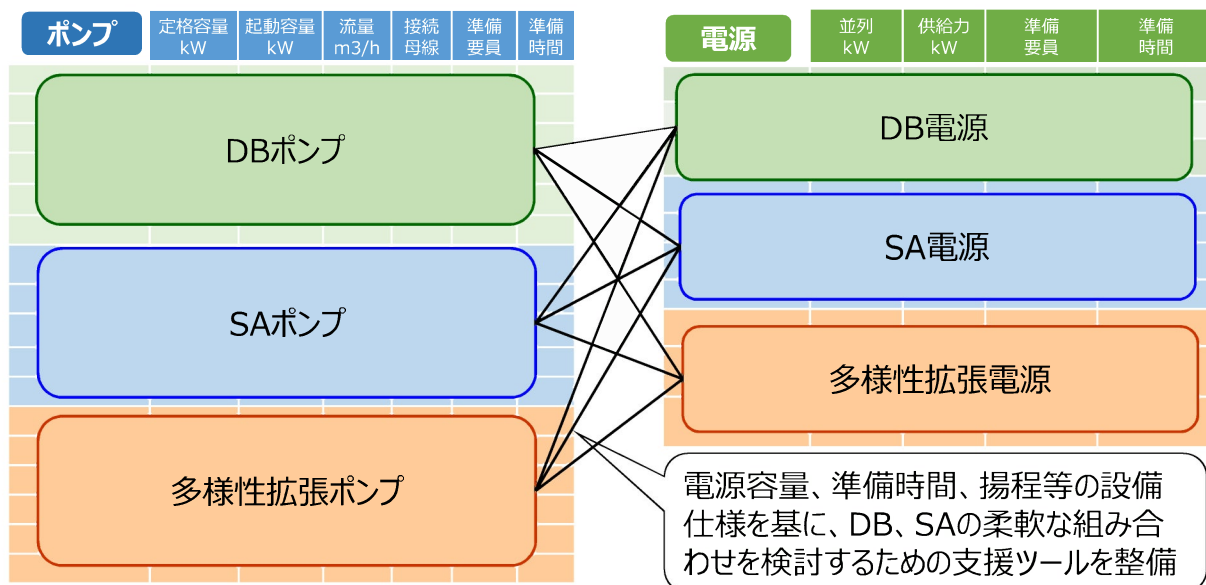 ポンプ
定格容量
kW
起動容量
kW
流量
m3/h
接続
母線
準備
要員
準備
時間
DBポンプ
SAポンプ
多様性拡張ポンプ
電源
並列
kW
供給力
kW
準備
要員
準備
時間
DB電源
SA電源
多様性拡張電源
電源容量、準備時間、揚程等の設備
仕様を基に、DB、SAの柔軟な組み合
わせを検討するための支援ツールを整備